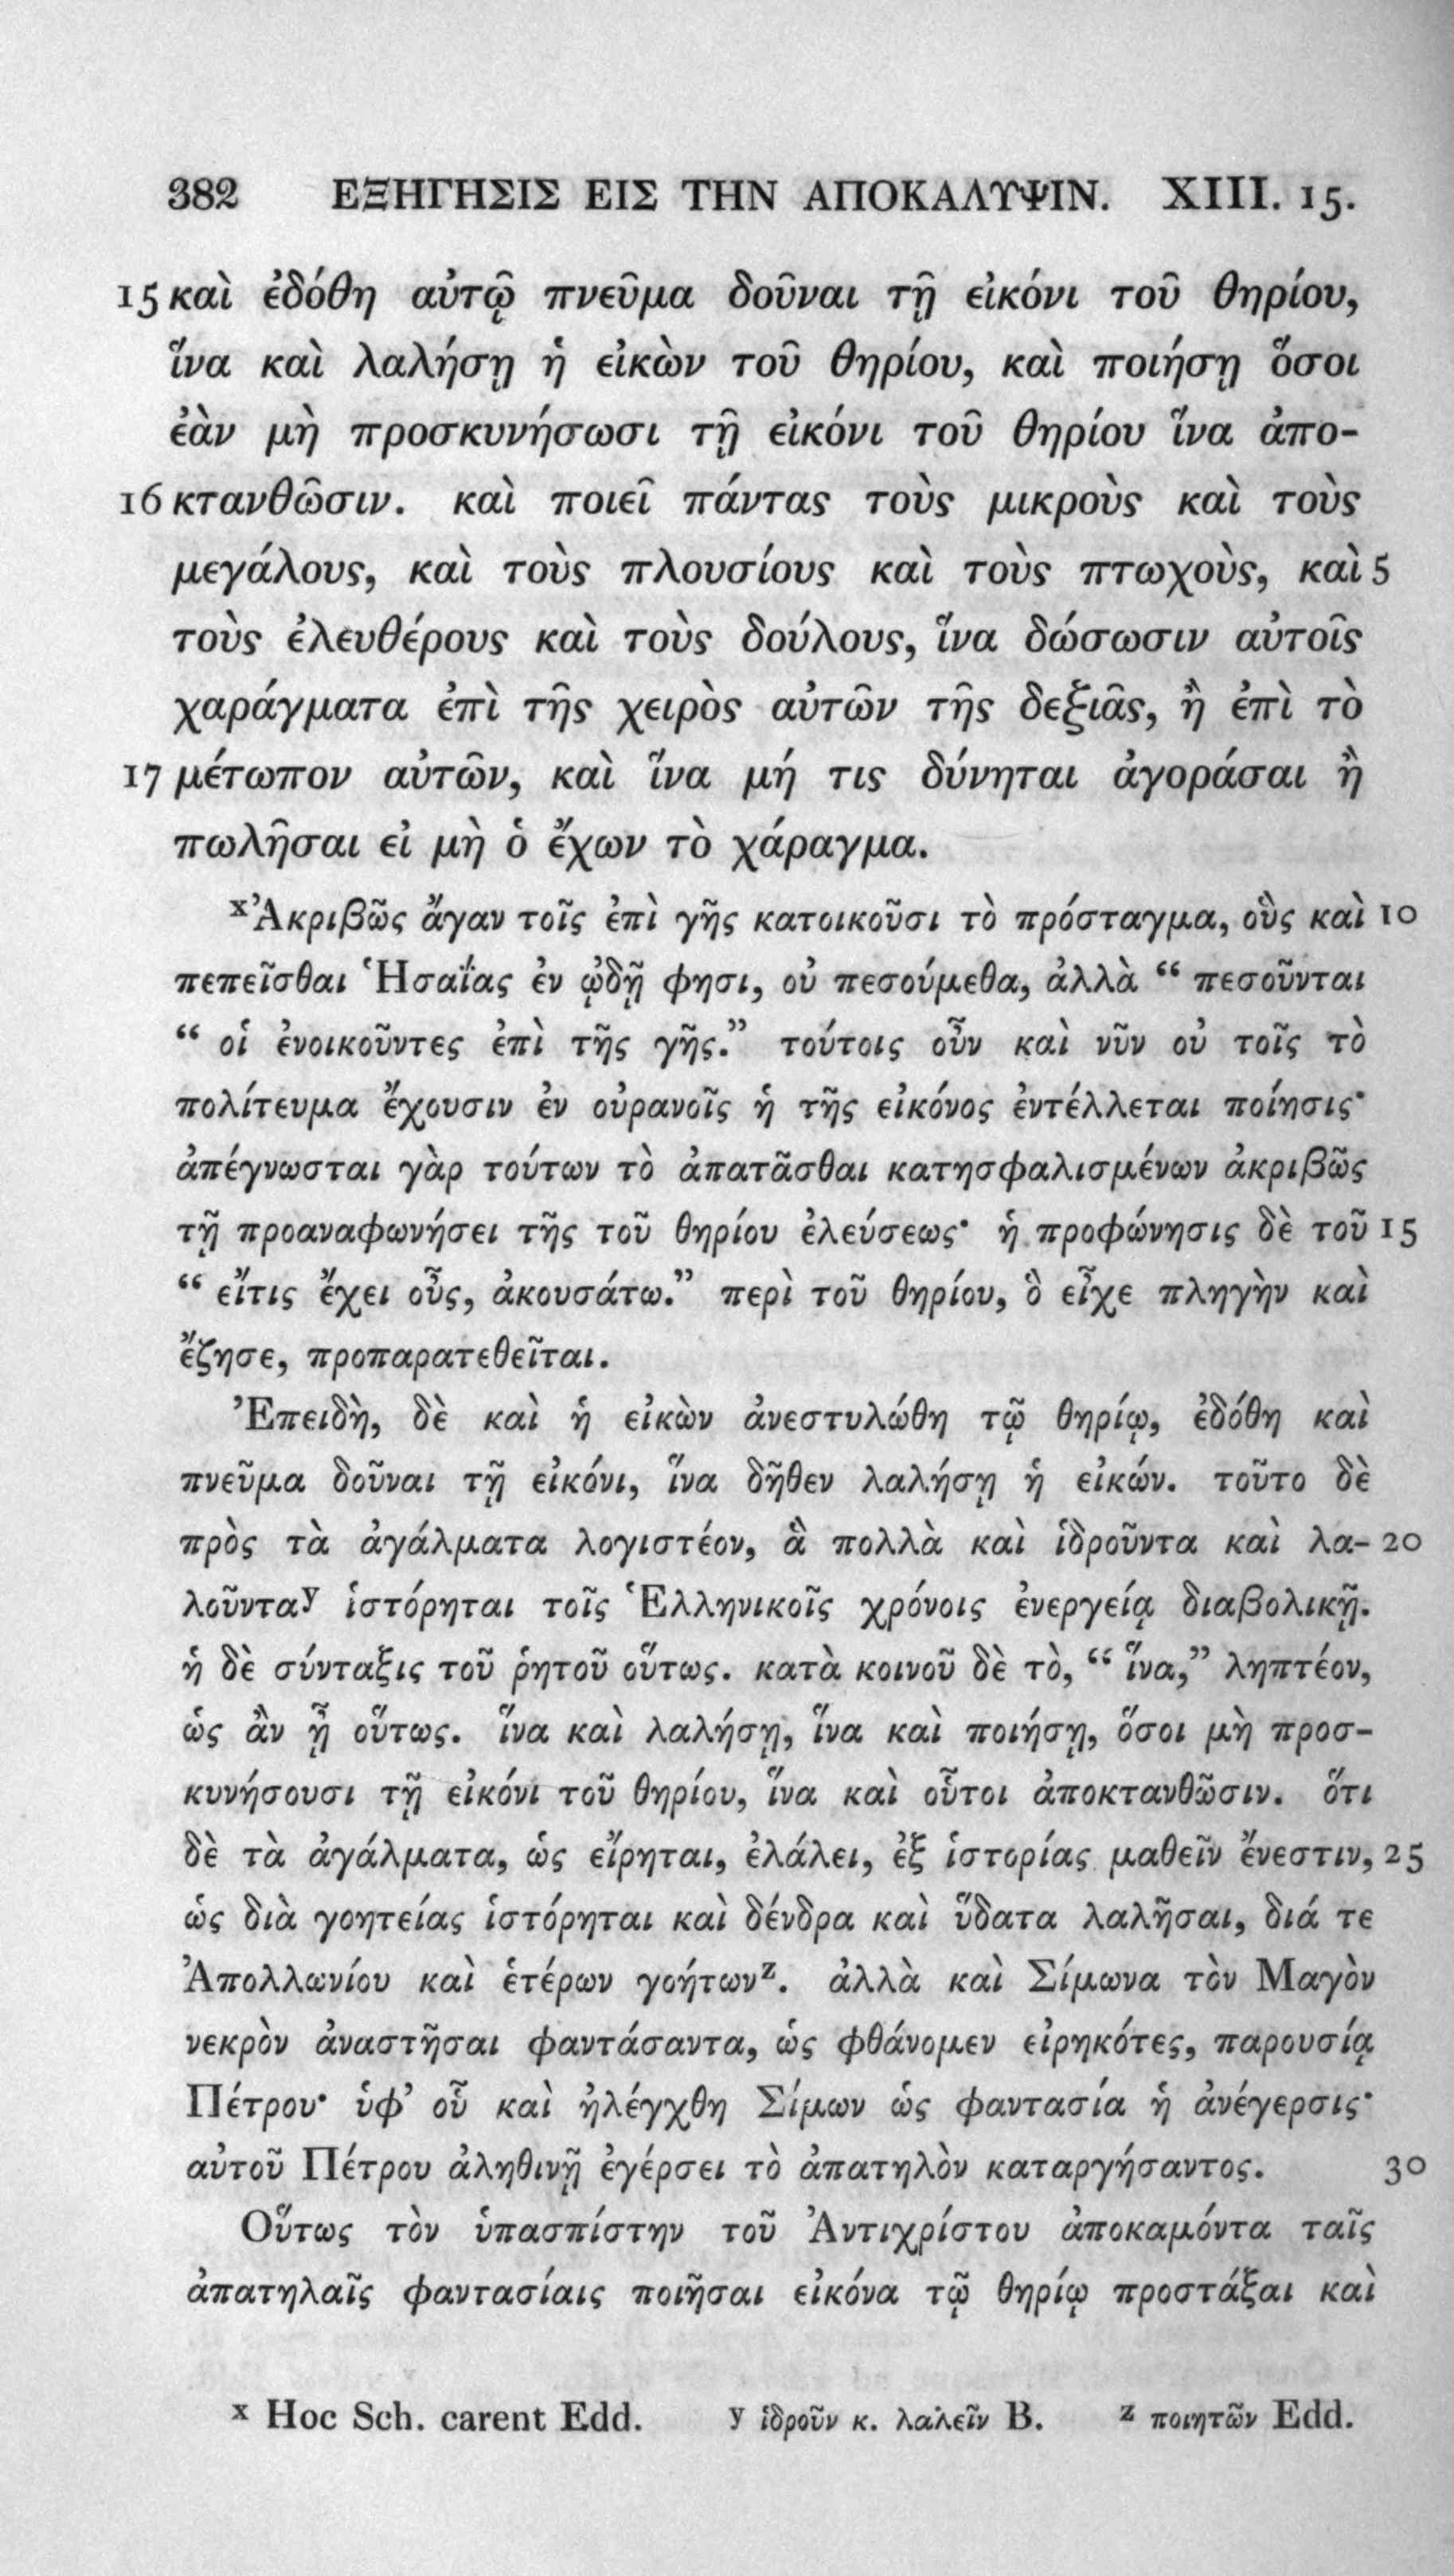 382 ΕΞΗΓΗΣΙΣ ΕΙΣ ΤΗΝ ΑΠΟΚΑΛΥΨΙΝ. XIII. 15.
15 καὶ ἐδόθη αὐτῷ πνεῦμα δοῦναι τῇ εἰκόνι τοῦ θηρίου,
ἵνα καὶ λαλήσῃ ἡ εἰκὼν τοῦ θηρίου, καὶ ποιήσῃ ὅσοι
ἐὰν μὴ προσκυνήσωσι τῇ εἰκόνι τοῦ θηρίου ἵνα ἀπο-
16 κτανθῶσιν. καὶ ποιεῖ πάντας τοὺς μικροὺς καὶ τοὺς
μεγάλους, καὶ τοὺς πλουσίους καὶ τοὺς πτωχοὺς, καὶ 5
τοὺς ἐλευθέρους καὶ τοὺς δούλους, ἵνα δώσωσιν αὐτοῖς
χαράγματα ἐπὶ τῆς χειρὸς αὐτῶν τῆς δεξιᾶς, ἢ ἐπὶ τὸ
17 μέτωπον αὐτῶν, καὶ ἵνα μή τις δύνηται ἀγοράσαι ἢ
πωλῆσαι εἰ μὴ ὁ ἔχων τὸ χάραγμα.
x Ἀκριβῶς ἄγαν τοῖς ἐπὶ γῆς κατοικοῦσι τὸ πρόσταγμα, οὓς καὶ 10
πεπεῖσθαι Ἡσαΐας ἐν ᾠδῇ φησι, οὐ πεσούμεθα, ἀλλὰ “ πεσοῦνται
“ οἱ ἐνοικοῦντες ἐπὶ τῆς γῆς.” τούτοις οὖν καὶ νῦν οὐ τοῖς τὸ
πολίτευμα ἔχουσιν ἐν οὐρανοῖς ἡ τῆς εἰκόνος ἐντέλλεται ποίησις·
ἀπέγνωσται γὰρ τούτων τὸ ἀπατᾶσθαι κατησφαλισμένων ἀκριβῶς
τῇ προαναφωνήσει τῆς τοῦ θηρίου ἐλεύσεως· ἡ προφώνησις δὲ τοῦ 15
“ εἴτις ἔχει οὖς, ἀκουσάτω.” περὶ τοῦ θηρίου, ὃ εἶχε πληγὴν καὶ
ἔζησε, προπαρατεθεῖται.
Ἐπειδὴ, δὲ καὶ ἡ εἰκὼν ἀνεστυλώθη τῷ θηρίῳ, ἐδόθη καὶ
πνεῦμα δοῦναι τῇ εἰκόνι, ἵνα δῆθεν λαλήσῃ ἡ εἰκών. τοῦτο δὲ
πρὸς τὰ ἀγάλματα λογιστέον, ἃ πολλὰ καὶ ἱδροῦντα καὶ λα- 20
λοῦντα y ἱστόρηται τοῖς Ἑλληνικοῖς χρόνοις ἐνεργείᾳ διαβολικῇ.
ἡ δὲ σύνταξις τοῦ ῥητοῦ οὕτως. κατὰ κοινοῦ δὲ τὸ, “ ἵνα,” ληπτέον,
ὡς ἂν ᾖ οὕτως. ἵνα καὶ λαλήσῃ, ἵνα καὶ ποιήσῃ, ὅσοι μὴ προσ-
κυνήσουσι τῇ εἰκόνι τοῦ θηρίου, ἵνα καὶ οὗτοι ἀποκτανθῶσιν. ὅτι
δὲ τὰ ἀγάλματα, ὡς εἴρηται, ἐλάλει, ἐξ ἱστορίας μαθεῖν ἔνεστιν, 25
ὡς διὰ γοητείας ἱστόρηται καὶ δένδρα καὶ ὕδατα λαλῆσαι, διά τε
Ἀπολλωνίου καὶ ἑτέρων γοήτων z. ἀλλὰ καὶ Σίμωνα τὸν Μαγὸν
νεκρὸν ἀναστῆσαι φαντάσαντα, ὡς φθάνομεν εἰρηκότες, παρουσίᾳ
Πέτρου· ὑφ’ οὗ καὶ ἠλέγχθη Σίμων ὡς φαντασία ἡ ἀνέγερσις·
αὐτοῦ Πέτρου ἀληθινῇ ἐγέρσει τὸ ἀπατηλὸν καταργήσαντος. 30
Οὕτως τὸν ὑπασπίστην τοῦ Ἀντιχρίστου ἀποκαμόντα ταῖς
ἀπατηλαῖς φαντασίαις ποιῆσαι εἰκόνα τῷ θηρίῳ προστάξαι καὶ
x Hoc Sch. carent Edd. y ἱδροῦν κ. λαλεῖν B. z ποιητῶν Edd.